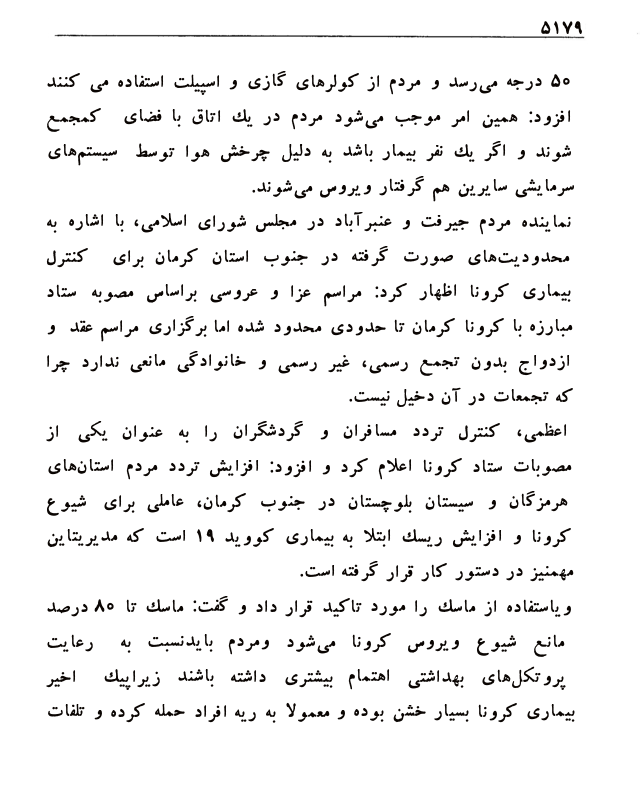 ۵۱۷۹
۵۰ درجه می‌رسد و مردم از کولرهای گازی و اسپیلت استفاده می کنند
افزود: همین امر موجب می‌شود مردم در یك اتاق با فضای کمجمع
شوند و اگر یك نفر بیمار باشد به دلیل چرخش هوا توسط سیستم‌های
سرمایشی سایرین هم گرفتار ویروس می‌شوند.
نماینده مردم جیرفت و عنبرآباد در مجلس شورای اسلامی، با اشاره به
محدودیت‌های صورت گرفته در جنوب استان کرمان برای کنترل
بیماری کرونا اظهار کرد: مراسم عزا و عروسی براساس مصوبه ستاد
مبارزه با کرونا کرمان تا حدودی محدود شده اما برگزاری مراسم عقد و
ازدواج بدون تجمع رسمی، غیر رسمی و خانوادگی مانعی ندارد چرا
که تجمعات در آن دخیل نیست.
اعظمی، کنترل تردد مسافران و گردشگران را به عنوان یکی از
مصوبات ستاد کرونا اعلام کرد و افزود: افزایش تردد مردم استان‌های
هرمزگان و سیستان بلوچستان در جنوب کرمان، عاملی برای شیوع
کرونا و افزایش ریسك ابتلا به بیماری کووید ۱۹ است که مدیریتاین
مهمنیز در دستور کار قرار گرفته است.
ویاستفاده از ماسك را مورد تاکید قرار داد و گفت: ماسك تا ۸۰ درصد
مانع شیوع ویروس کرونا می‌شود ومردم بایدنسبت به رعایت
پروتکل‌های بهداشتی اهتمام بیشتری داشته باشند زیراپیك اخیر
بیماری کرونا بسیار خشن بوده و معمولا به ریه افراد حمله کرده و تلفات